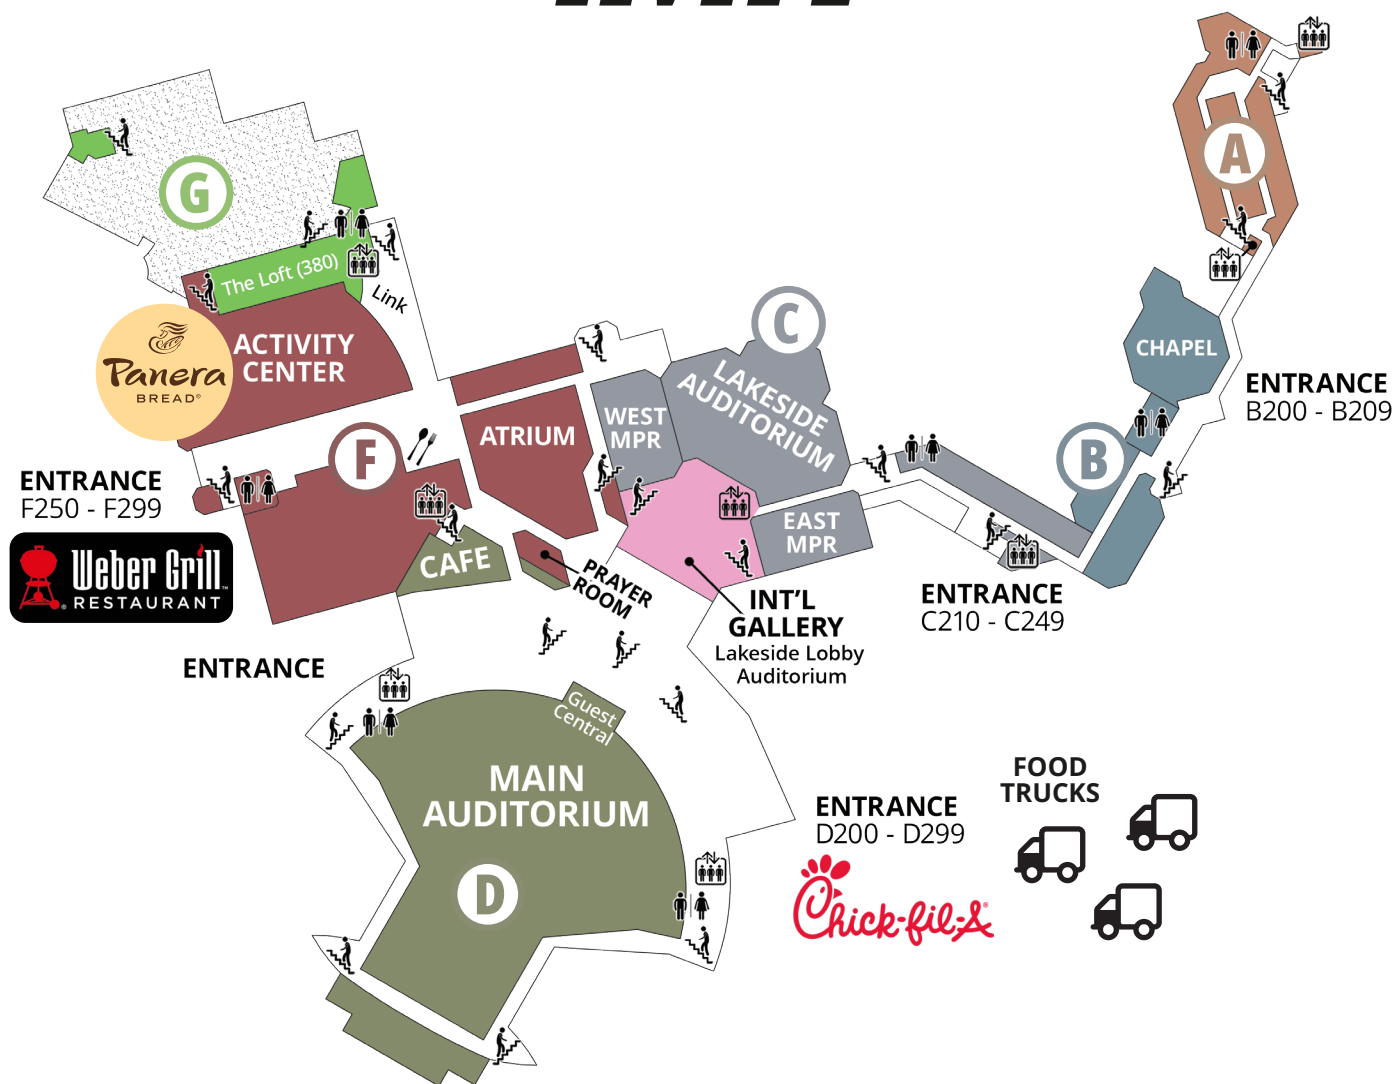 A
G
The Loft (380)
Link
C
CHAPEL
Panera
BREAD®
ACTIVITY
CENTER
LAKESIDE
AUDITORIUM
ENTRANCE
B200 - B209
ATRIUM
WEST
MPR
F
B
ENTRANCE
F250 - F299
EAST
MPR
Weber Grill™
®RESTAURANT
CAFE
PRAYER
ROOM
INT'L
GALLERY
Lakeside Lobby
Auditorium
ENTRANCE
C210 - C249
ENTRANCE
Guest
Central
MAIN
AUDITORIUM
D
ENTRANCE
D200 - D299
Chick-fil-A®
FOOD
TRUCKS